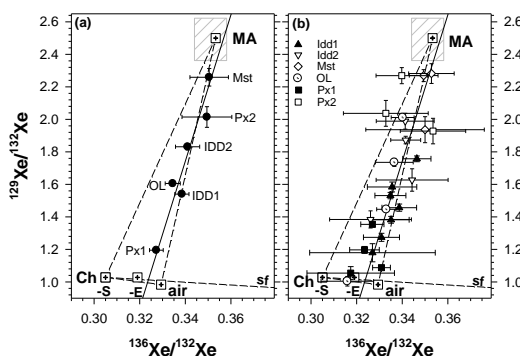 (a)
MA
Mst
Px2
IDD2
OL
IDD1
Px1
Ch
-S
-E
air
sf
2.6
2.4
2.2
2.0
1.8
1.6
1.4
1.2
1.0
0.30
0.32
0.34
0.36
129Xe/132Xe
136Xe/132Xe
(b)
MA
Idd1
Idd2
Mst
OL
Px1
Px2
Ch
-S
-E
air
sf
2.6
2.4
2.2
2.0
1.8
1.6
1.4
1.2
1.0
0.30
0.32
0.34
0.36
136Xe/132Xe